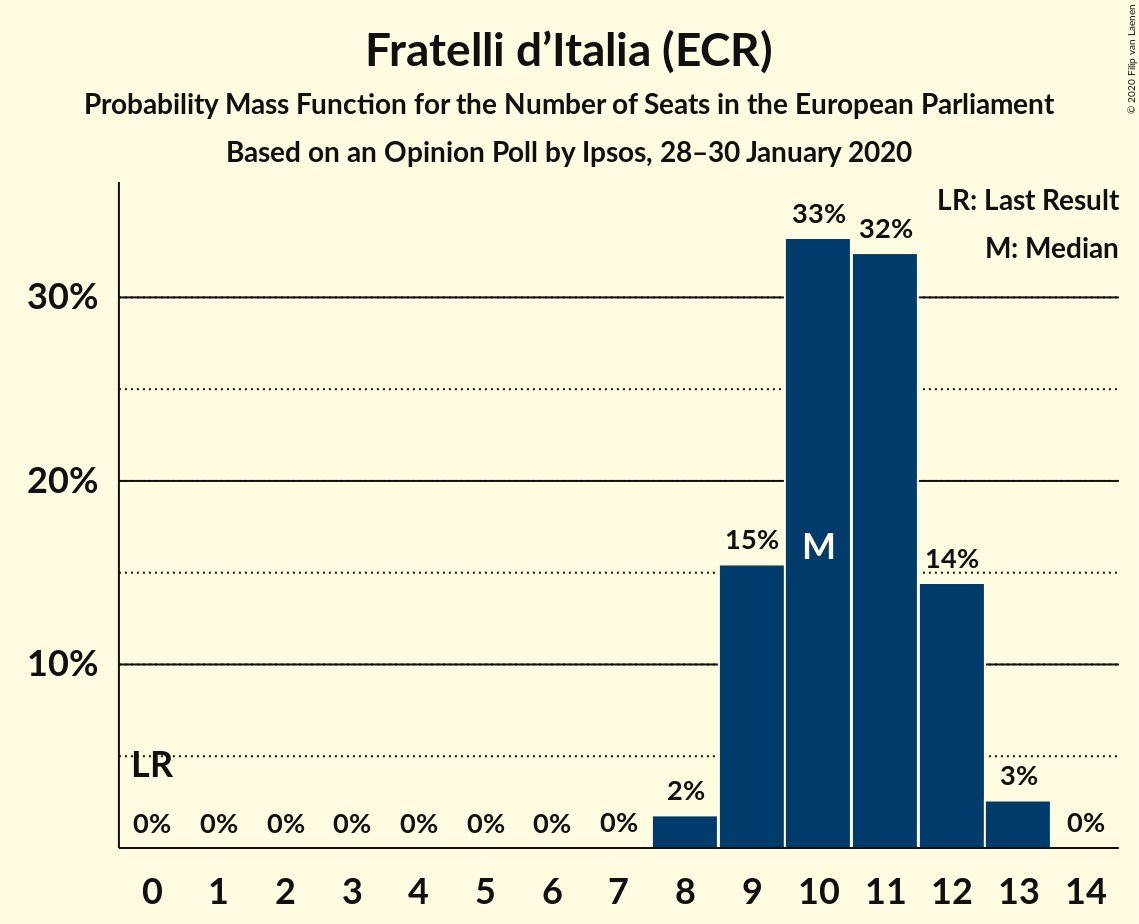 Fratelli d’Italia (ECR)
Probability Mass Function for the Number of Seats in the European Parliament
Based on an Opinion Poll by Ipsos, 28–30 January 2020
© 2020 Filip van Laenen
LR: Last Result
M: Median
33%
32%
30%
20%
15%
M
14%
10%
LR
0%
0%
0%
0%
0%
0%
0%
0%
2%
3%
0%
0 1 2 3 4 5 6 7 8 9 10 11 12 13 14